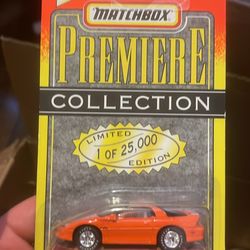 MATCHBOX
PREMIERE
COLLECTION
LIMITED
1 OF 25,000
EDITION